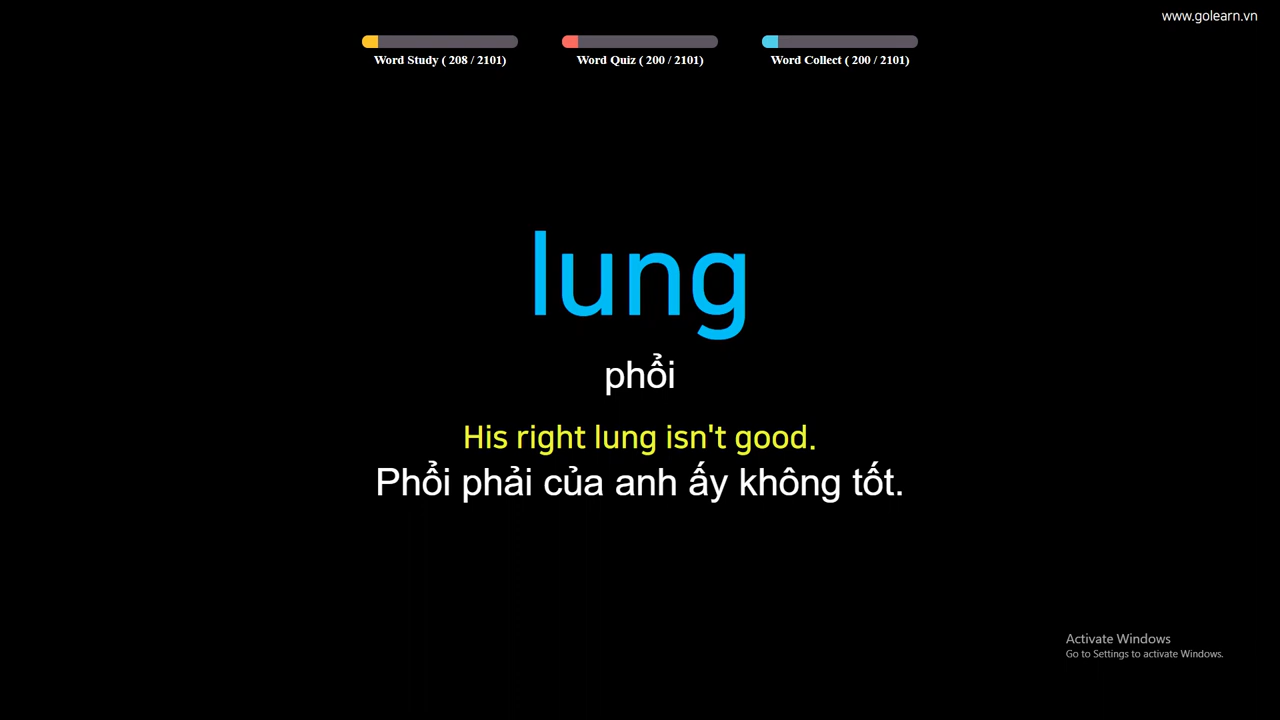 www.golearn.vn
Word Study ( 208 / 2101) Word Quiz ( 200 / 2101) Word Collect ( 200 / 2101)
lung
phổi
His right lung isn't good.
Phổi phải của anh ấy không tốt.
Activate Windows
Go to Settings to activate Windows.